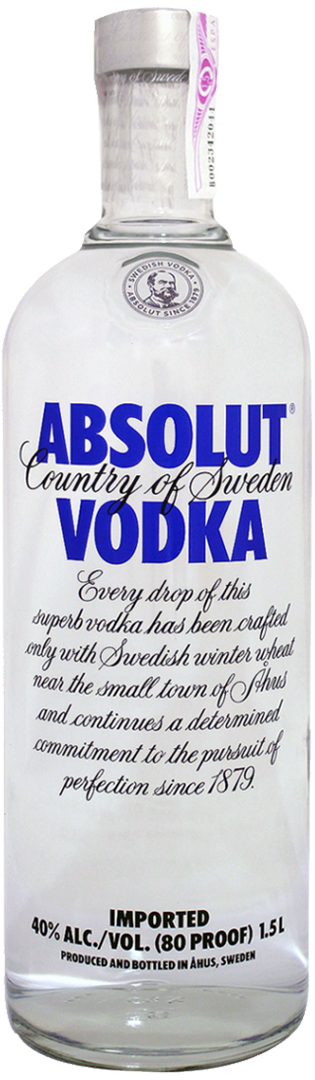 B002342044
SWEDISH VODKA
ABSOLUT SINCE 1879
ABSOLUT®
Country of Sweden
VODKA
Every drop of this
superb vodka has been crafted
only with Swedish winter wheat
near the small town of Åhus
and continues a determined
commitment to the pursuit of
perfection since 1879.
IMPORTED
40% ALC./VOL. (80 PROOF) 1.5 L
PRODUCED AND BOTTLED IN ÅHUS, SWEDEN